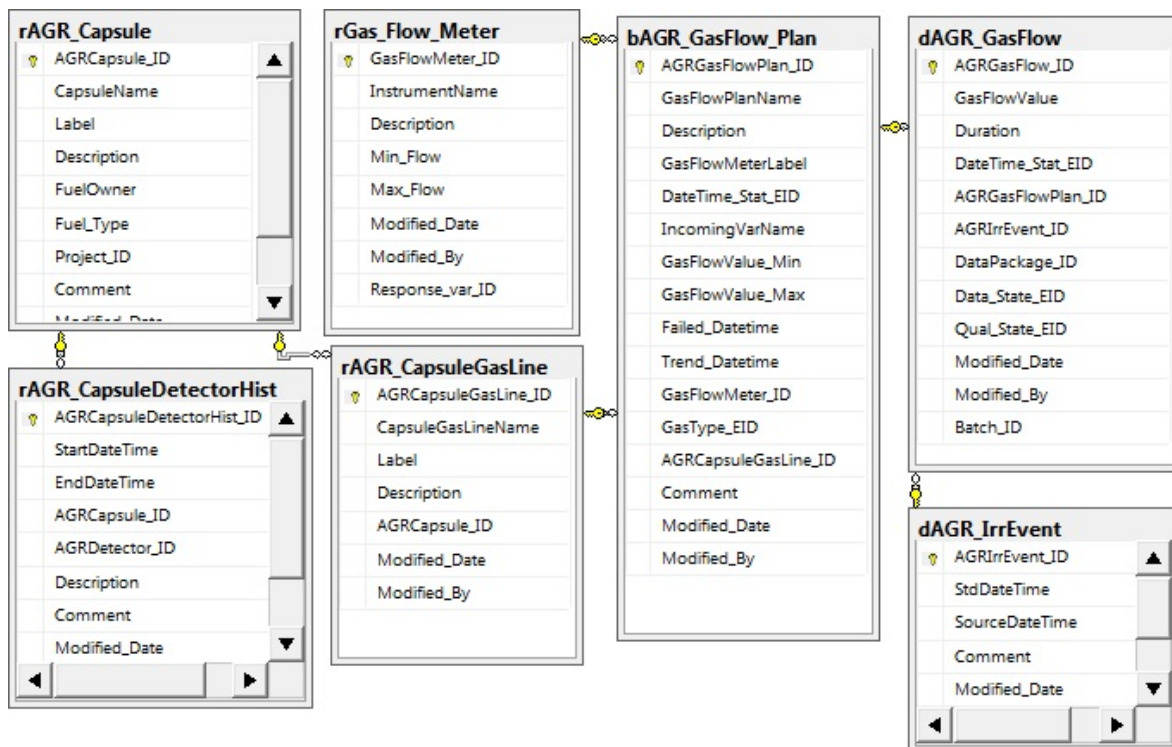 rAGR_Capsule
AGRCapsule_ID
CapsuleName
Label
Description
FuelOwner
Fuel_Type
Project_ID
Comment
Modified_Date
rGas_Flow_Meter
GasFlowMeter_ID
InstrumentName
Description
Min_Flow
Max_Flow
Modified_Date
Modified_By
Response_var_ID
bAGR_GasFlow_Plan
AGRGasFlowPlan_ID
GasFlowPlanName
Description
GasFlowMeterLabel
DateTime_Stat_EID
IncomingVarName
GasFlowValue_Min
GasFlowValue_Max
Failed_Datetime
Trend_Datetime
GasFlowMeter_ID
GasType_EID
AGRCapsuleGasLine_ID
Comment
Modified_Date
Modified_By
dAGR_GasFlow
AGRGasFlow_ID
GasFlowValue
Duration
DateTime_Stat_EID
AGRGasFlowPlan_ID
AGRIrrEvent_ID
DataPackage_ID
Data_State_EID
Qual_State_EID
Modified_Date
Modified_By
Batch_ID
rAGR_CapsuleDetectorHist
AGRCapsuleDetectorHist_ID
StartDateTime
EndDateTime
AGRCapsule_ID
AGRDetector_ID
Description
Comment
Modified_Date
rAGR_CapsuleGasLine
AGRCapsuleGasLine_ID
CapsuleGasLineName
Label
Description
AGRCapsule_ID
Modified_Date
Modified_By
dAGR_IrrEvent
AGRIrrEvent_ID
StdDateTime
SourceDateTime
Comment
Modified_Date